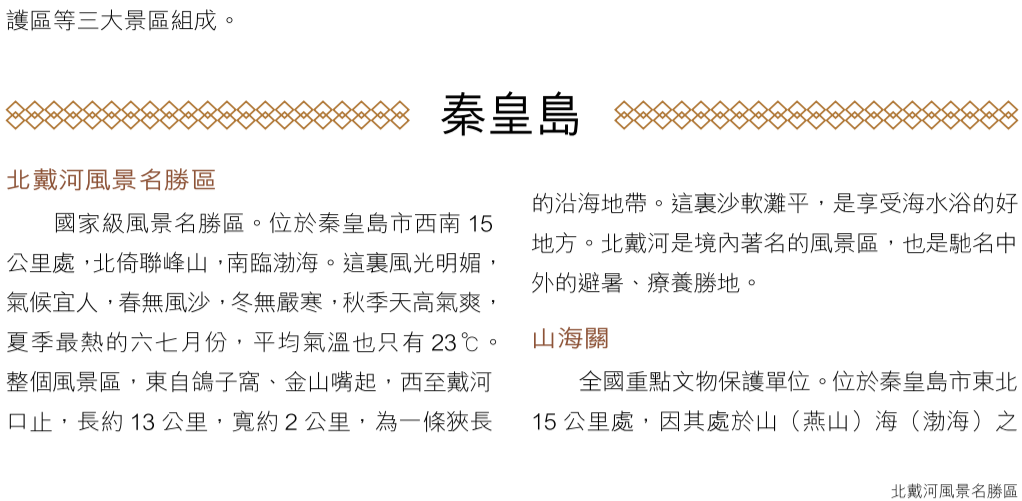 護區等三大景區組成。
秦皇島
北戴河風景名勝區
國家級風景名勝區。位於秦皇島市西南 15
公里處，北倚聯峰山，南臨渤海。這裏風光明媚，
氣候宜人，春無風沙，冬無嚴寒，秋季天高氣爽，
夏季最熱的六七月份，平均氣溫也只有 23℃。
整個風景區，東自鴿子窩、金山嘴起，西至戴河
口止，長約 13 公里，寬約 2 公里，為一條狹長
的沿海地帶。這裏沙軟灘平，是享受海水浴的好
地方。北戴河是境內著名的風景區，也是馳名中
外的避暑、療養勝地。
山海關
全國重點文物保護單位。位於秦皇島市東北
15 公里處，因其處於山（燕山）海（渤海）之
北戴河風景名勝區